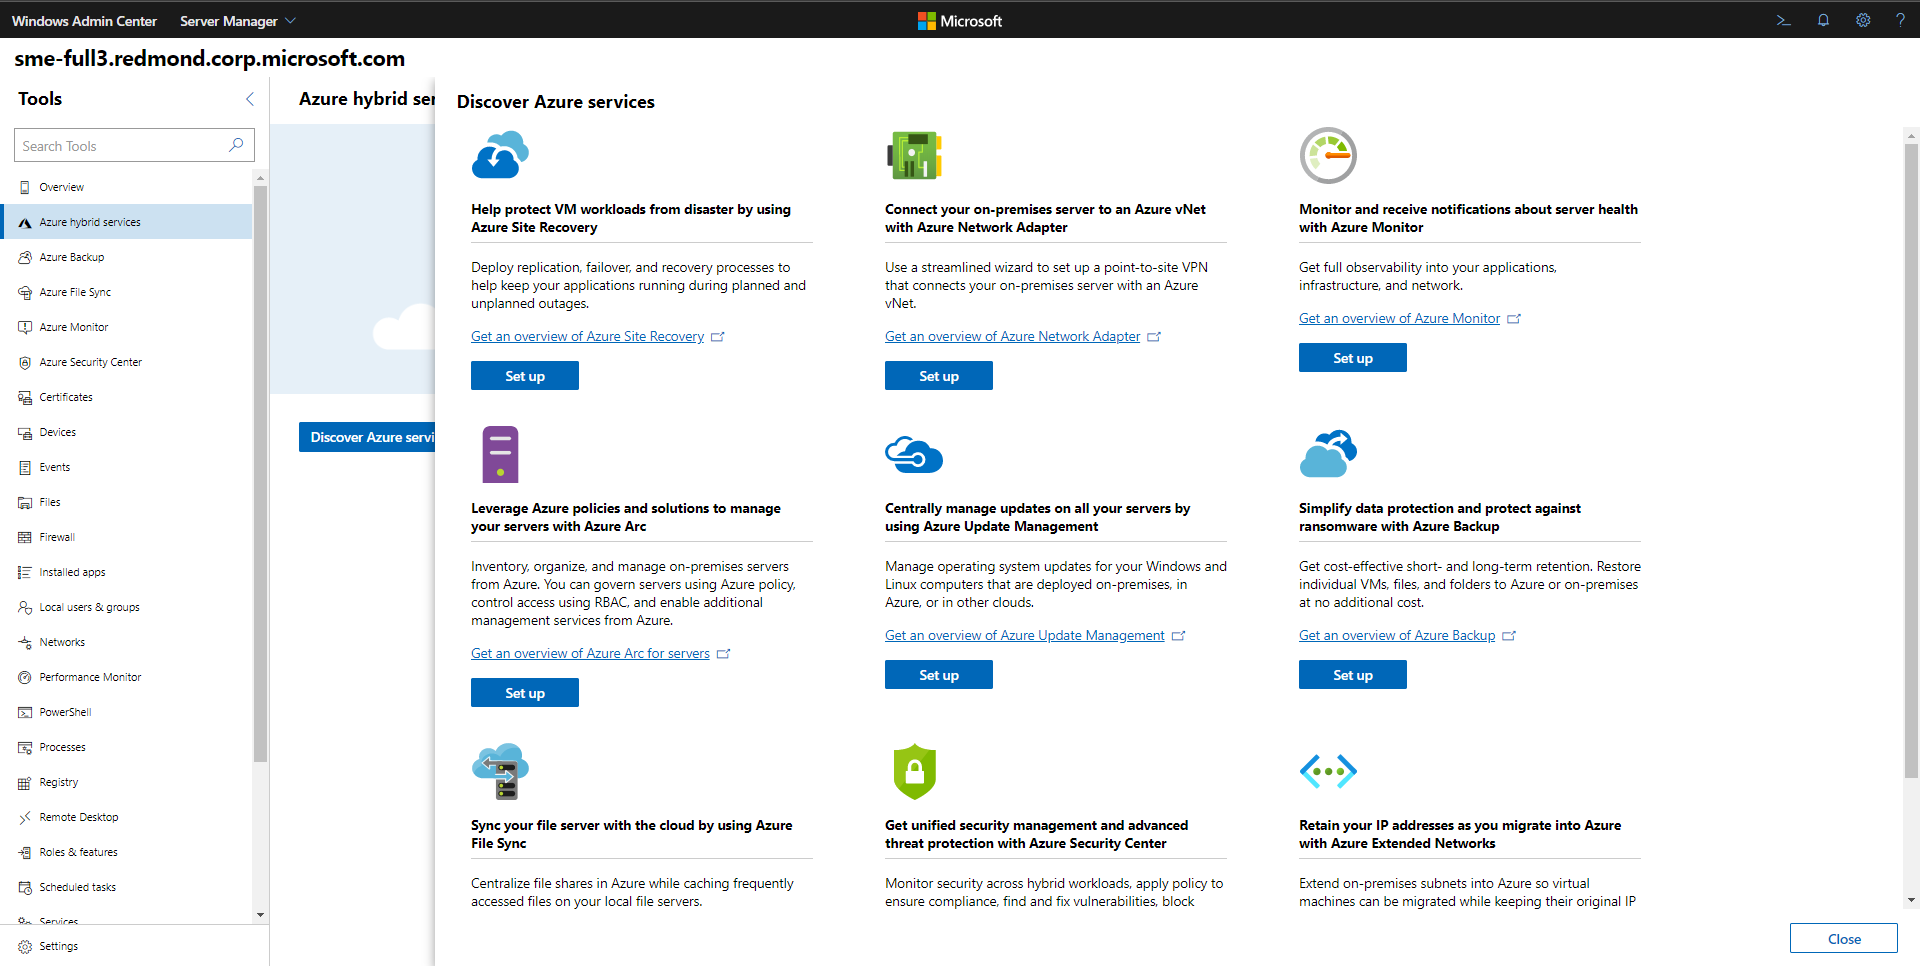 Windows Admin Center
Server Manager
Microsoft
sme-full3.redmond.corp.microsoft.com
Tools
Search Tools
Overview
Azure hybrid services
Azure Backup
Azure File Sync
Azure Monitor
Azure Security Center
Certificates
Devices
Events
Files
Firewall
Installed apps
Local users & groups
Networks
Performance Monitor
PowerShell
Processes
Registry
Remote Desktop
Roles & features
Scheduled tasks
Services
Settings
Azure hybrid ser
Discover Azure servi
Discover Azure services
Help protect VM workloads from disaster by using
Azure Site Recovery
Deploy replication, failover, and recovery processes to
help keep your applications running during planned and
unplanned outages.
Get an overview of Azure Site Recovery
Set up
Connect your on-premises server to an Azure vNet
with Azure Network Adapter
Use a streamlined wizard to set up a point-to-site VPN
that connects your on-premises server with an Azure
vNet.
Get an overview of Azure Network Adapter
Set up
Monitor and receive notifications about server health
with Azure Monitor
Get full observability into your applications,
infrastructure, and network.
Get an overview of Azure Monitor
Set up
Leverage Azure policies and solutions to manage
your servers with Azure Arc
Inventory, organize, and manage on-premises servers
from Azure. You can govern servers using Azure policy,
control access using RBAC, and enable additional
management services from Azure.
Get an overview of Azure Arc for servers
Set up
Centrally manage updates on all your servers by
using Azure Update Management
Manage operating system updates for your Windows and
Linux computers that are deployed on-premises, in
Azure, or in other clouds.
Get an overview of Azure Update Management
Set up
Simplify data protection and protect against
ransomware with Azure Backup
Get cost-effective short- and long-term retention. Restore
individual VMs, files, and folders to Azure or on-premises
at no additional cost.
Get an overview of Azure Backup
Set up
Sync your file server with the cloud by using Azure
File Sync
Centralize file shares in Azure while caching frequently
accessed files on your local file servers.
Get unified security management and advanced
threat protection with Azure Security Center
Monitor security across hybrid workloads, apply policy to
ensure compliance, find and fix vulnerabilities, block
Retain your IP addresses as you migrate into Azure
with Azure Extended Networks
Extend on-premises subnets into Azure so virtual
machines can be migrated while keeping their original IP
Close